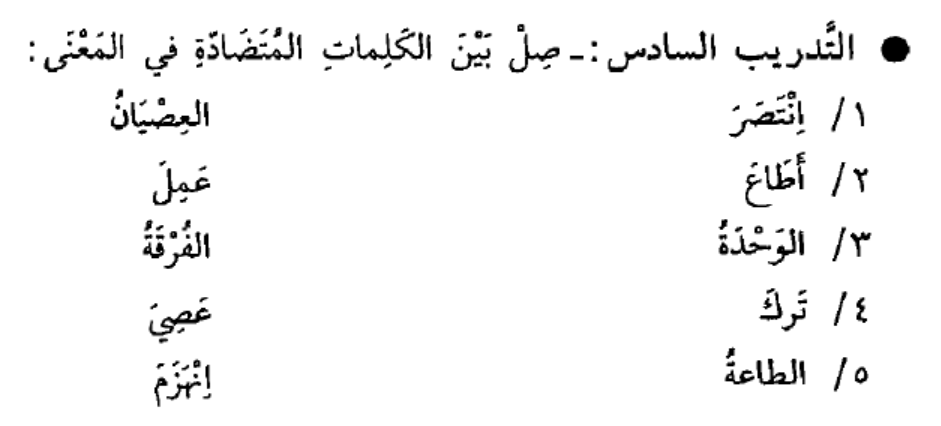 ● التَّدريب السادس :ـ صِلْ بَيْنَ الكَلِماتِ المُتَضَادّةِ في المَعْنَى :
١/ اِنْتَصَرَ العِصْيَانُ
٢/ أَطَاعَ عَمِلَ
٣/ الوَحْدَةُ الفُرْقَةُ
٤/ تَركَ عَصِيَ
٥/ الطاعةُ اِنْهَزَمَ